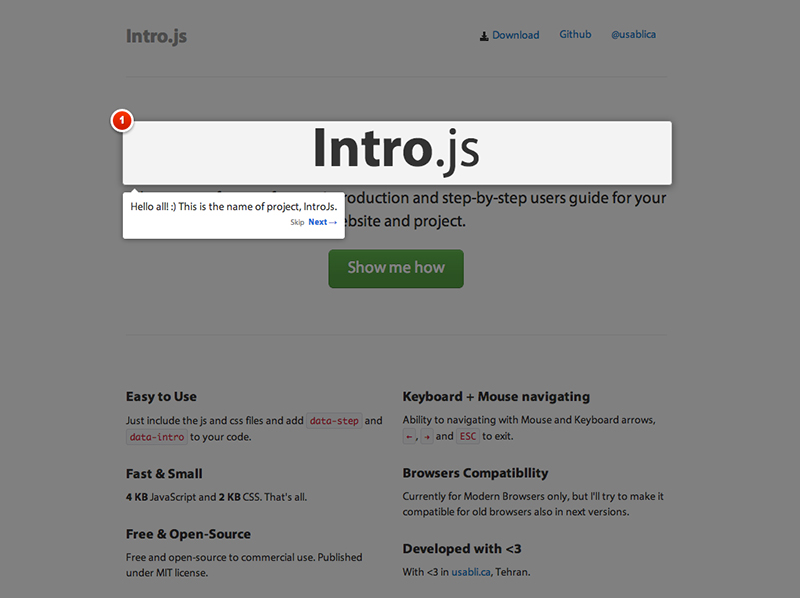 Intro.js
Download Github @usablica
1
Intro.js
roduction and step-by-step users guide for your
Hello all! :) This is the name of project, IntroJs.
Skip Next →
ebsite and project.
Show me how
Easy to Use
Just include the js and css files and add data-step and
data-intro to your code.
Fast & Small
4 KB JavaScript and 2 KB CSS. That's all.
Free & Open-Source
Free and open-source to commercial use. Published
under MIT license.
Keyboard + Mouse navigating
Ability to navigating with Mouse and Keyboard arrows,
←, → and ESC to exit.
Browsers Compatibility
Currently for Modern Browsers only, but I'll try to make it
compatible for old browsers also in next versions.
Developed with <3
With <3 in usabli.ca, Tehran.